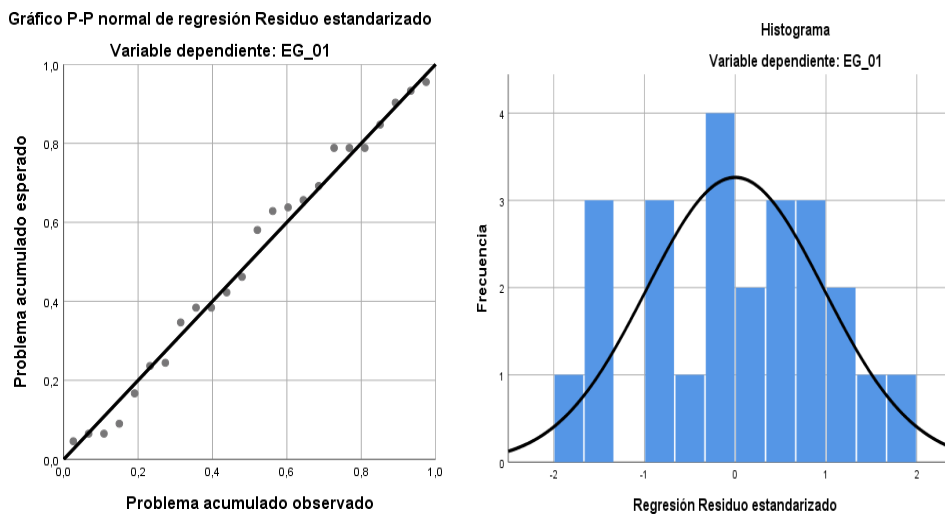 Gráfico P-P normal de regresión Residuo estandarizado
Variable dependiente: EG_01
Problema acumulado esperado
1,0
0,8
0,6
0,4
0,2
0,0
0,0 0,2 0,4 0,6 0,8 1,0
Problema acumulado observado
Histograma
Variable dependiente: EG_01
Frecuencia
4
3
2
1
0
-2 -1 0 1 2
Regresión Residuo estandarizado